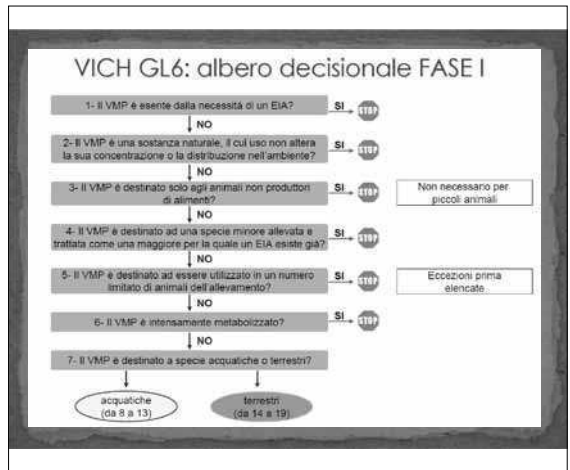 VICH GL6: albero decisionale FASE I
1- Il VMP è esente dalla necessità di un EIA?
SI
STOP
NO
2- Il VMP è una sostanza naturale, il cui uso non altera
la sua concentrazione o la distribuzione nell'ambiente?
SI
STOP
NO
3- Il VMP è destinato solo agli animali non produttori
di alimenti?
SI
STOP
Non necessario per
piccoli animali
NO
4- Il VMP è destinato ad una specie minore allevata e
trattata come una maggiore per la quale un EIA esiste già?
SI
STOP
NO
5- Il VMP è destinato ad essere utilizzato in un numero
limitato di animali dell'allevamento?
SI
STOP
Eccezioni prima
elencate
NO
6- Il VMP è intensamente metabolizzato?
SI
STOP
NO
7- Il VMP è destinato a specie acquatiche o terrestri?
acquatiche
(da 8 a 13)
terrestri
(da 14 a 19)